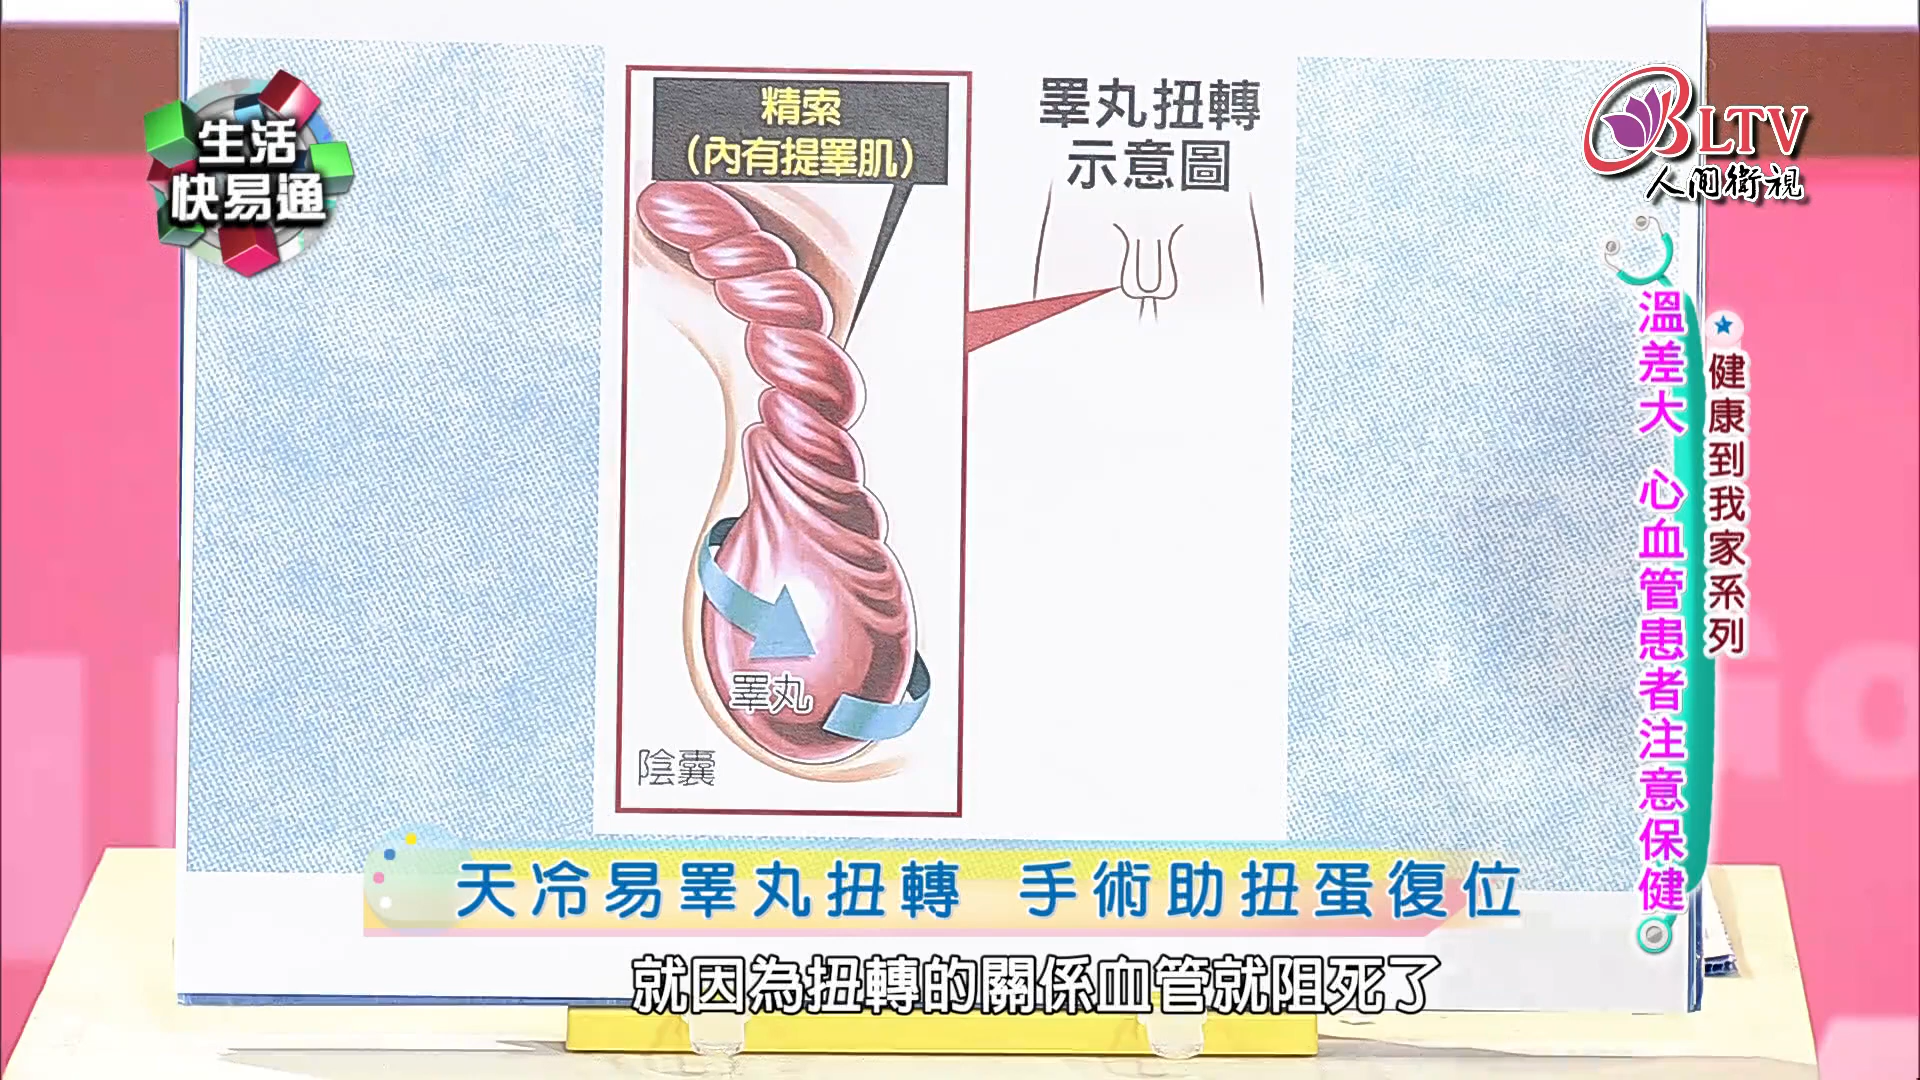 生活
快易通
精索
(內有提睪肌)
睪丸扭轉
示意圖
BLTV
人間衛視
睪丸
陰囊
健康到我家系列
溫差大 心血管患者注意保健
天冷易睪丸扭轉 手術助扭蛋復位
就因為扭轉的關係血管就阻死了